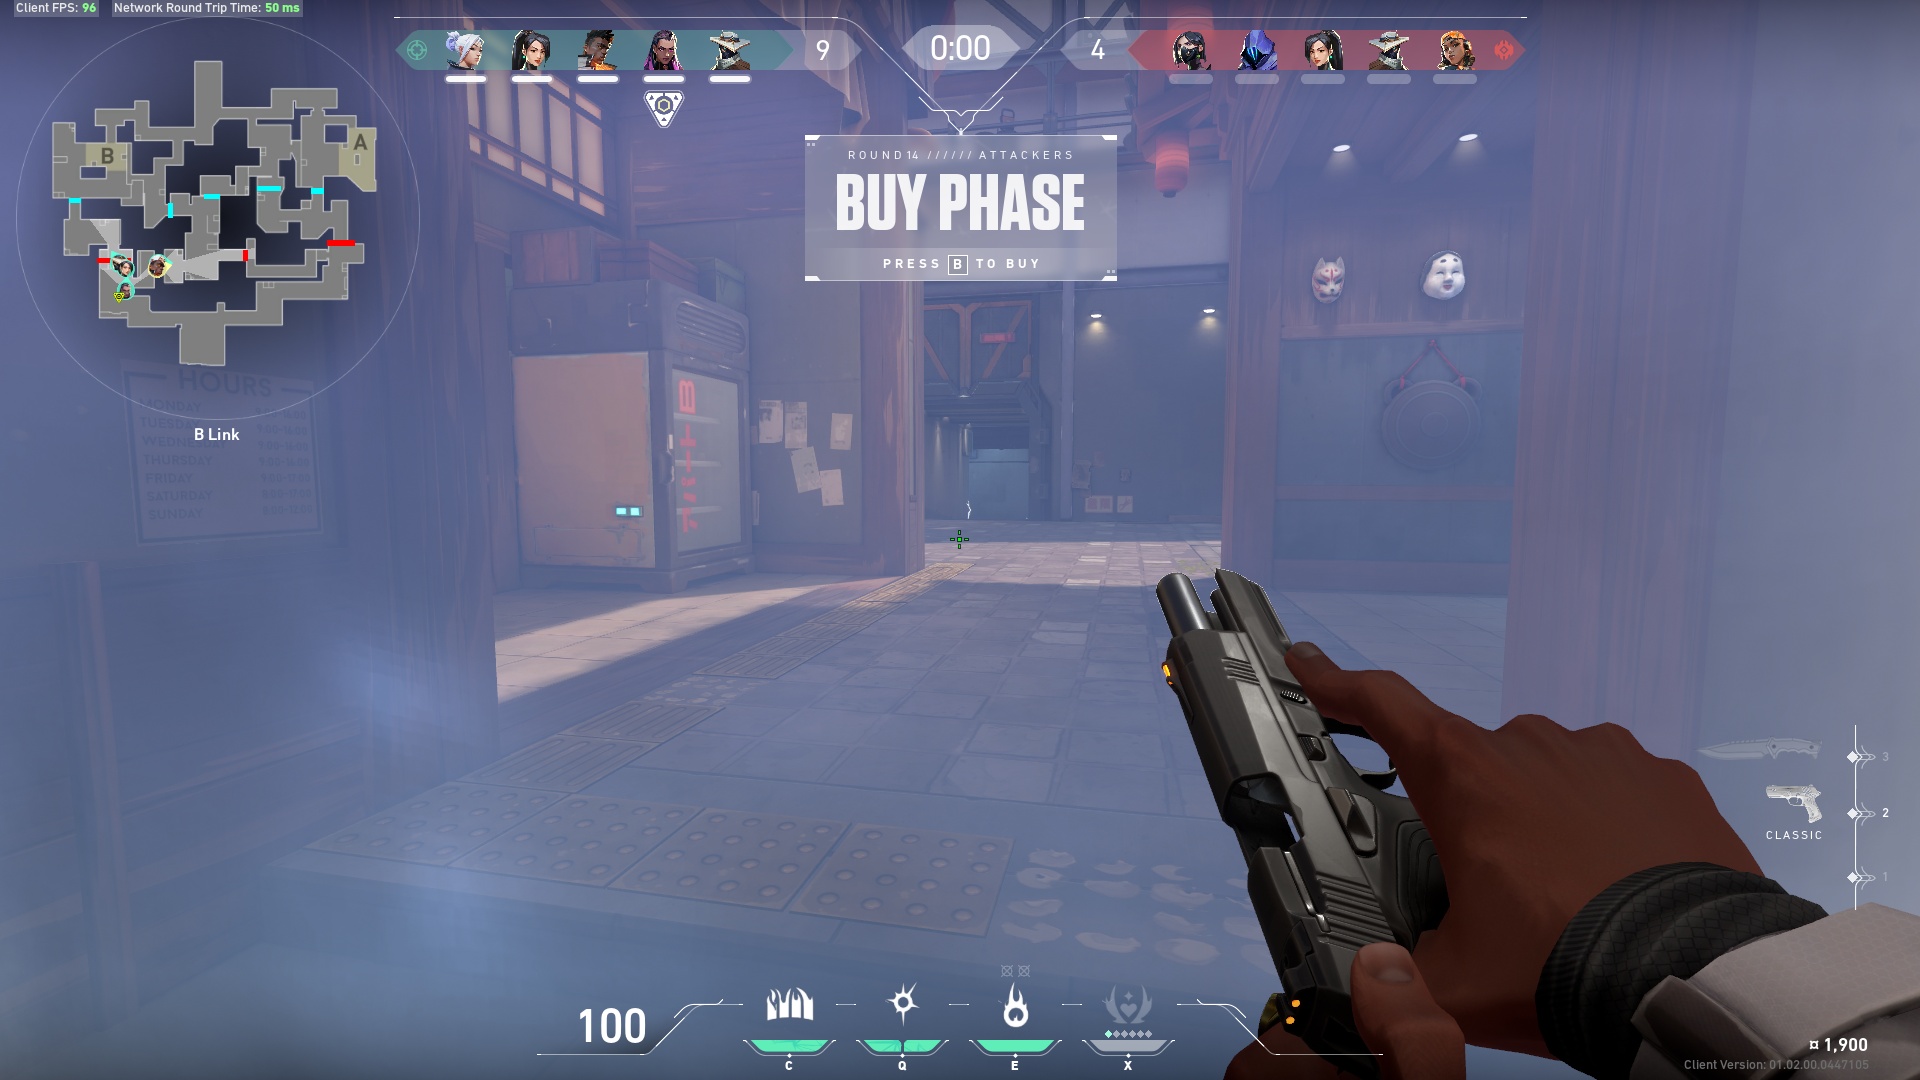 Client FPS: 96 Network Round Trip Time: 50 ms
9 0:00 4
ROUND 14 ////// ATTACKERS
BUY PHASE
PRESS B TO BUY
A
B
B Link
HOURS
MONDAY
TUESDAY
WEDNE
THURSDAY
FRIDAY
SATURDAY
SUNDAY
3
2
CLASSIC
1
100
C Q E X
¤ 1,900
Client Version: 01.02.00.0447105